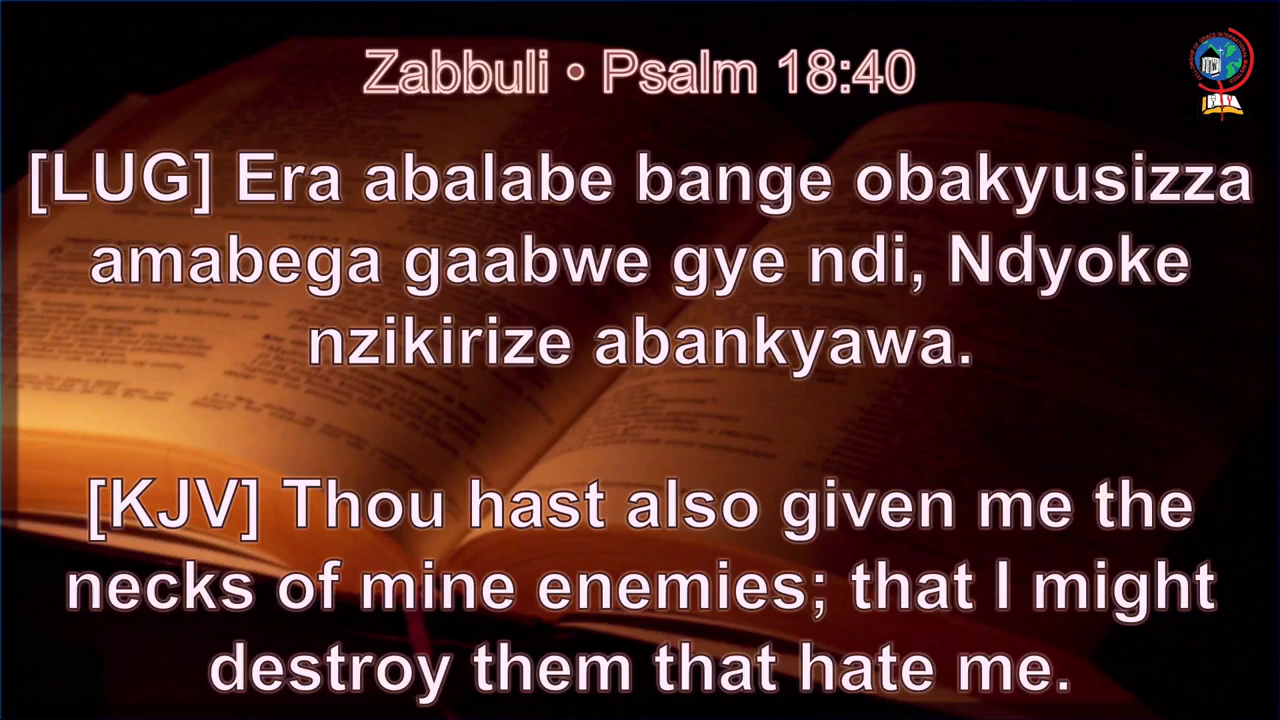 Zabbuli • Psalm 18:40
[LUG] Era abalabe bange obakyusizza
amabega gaabwe gye ndi, Ndyoke
nzikirize abankyawa.
[KJV] Thou hast also given me the
necks of mine enemies; that I might
destroy them that hate me.